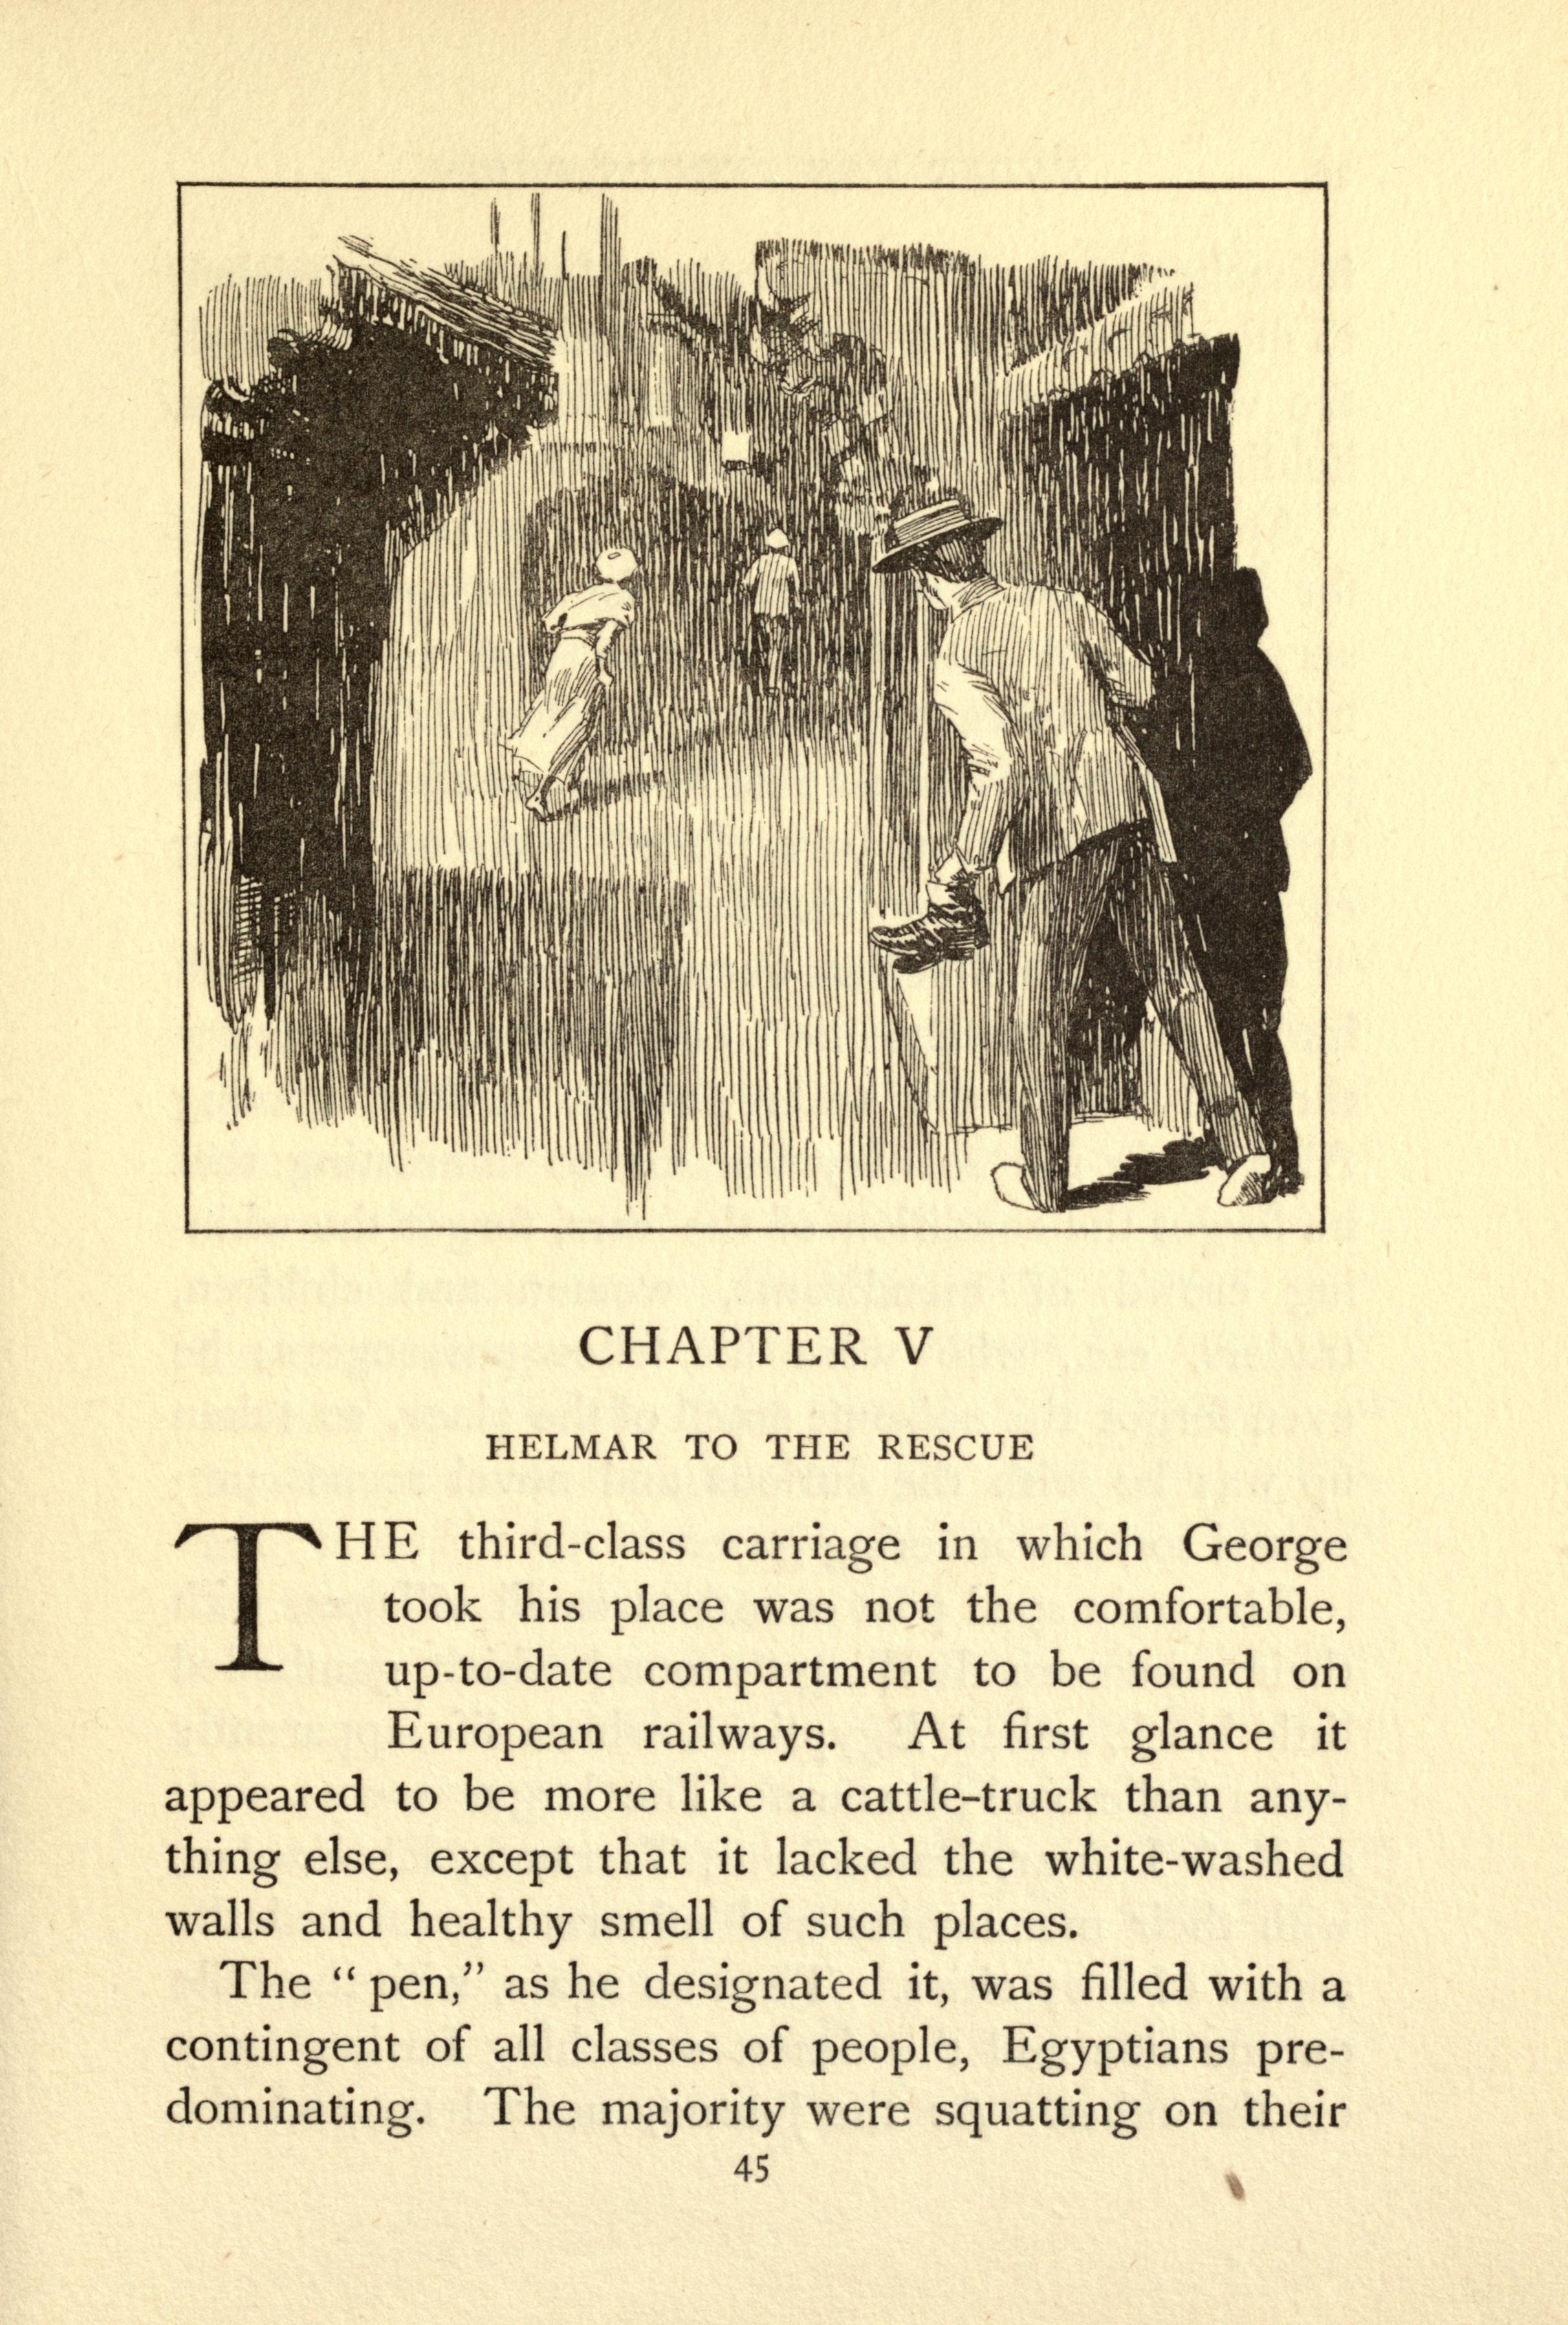 CHAPTER V
HELMAR TO THE RESCUE
THE third-class carriage in which George
took his place was not the comfortable,
up-to-date compartment to be found on
European railways. At first glance it
appeared to be more like a cattle-truck than any-
thing else, except that it lacked the white-washed
walls and healthy smell of such places.
The “ pen,” as he designated it, was filled with a
contingent of all classes of people, Egyptians pre-
dominating. The majority were squatting on their
45